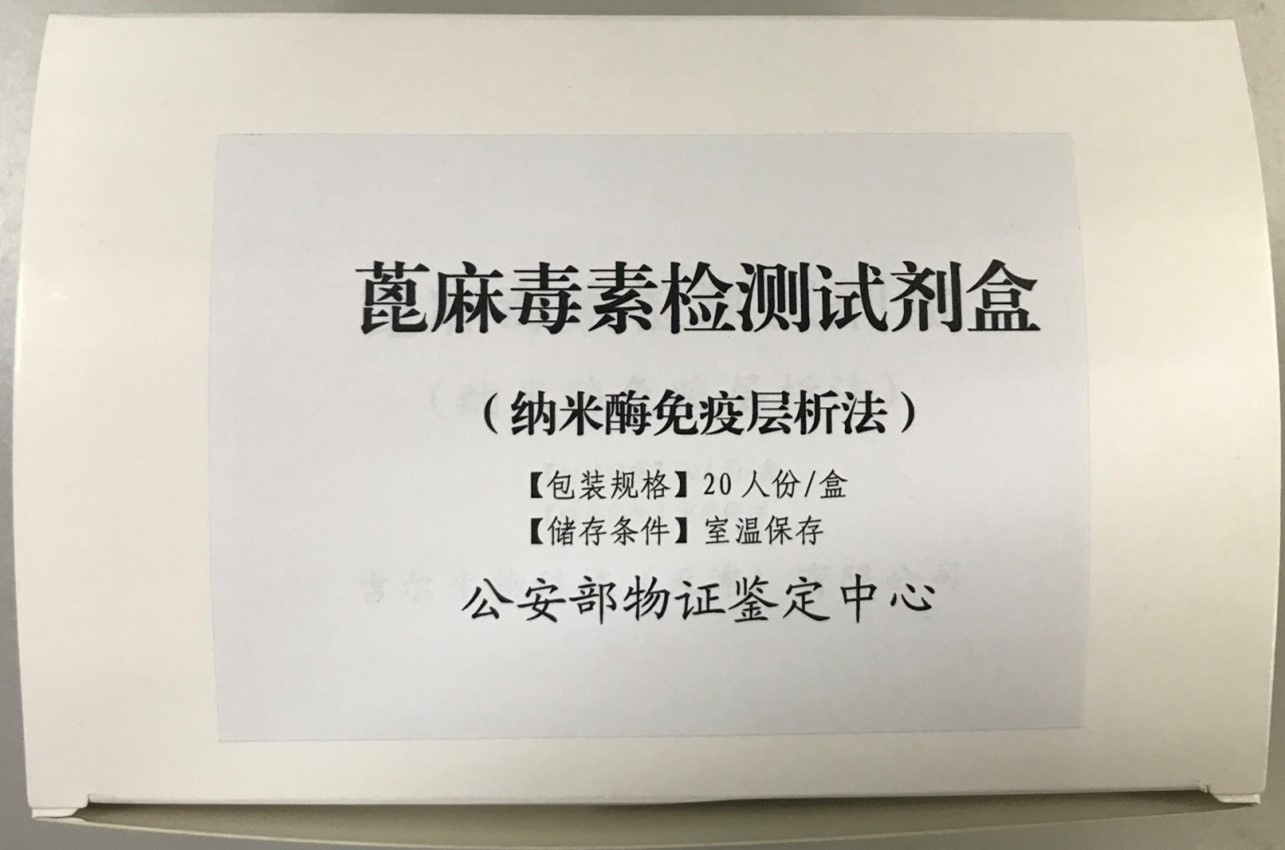 蓖麻毒素检测试剂盒
（纳米酶免疫层析法）
【包装规格】20 人份/盒
【储存条件】室温保存
公安部物证鉴定中心